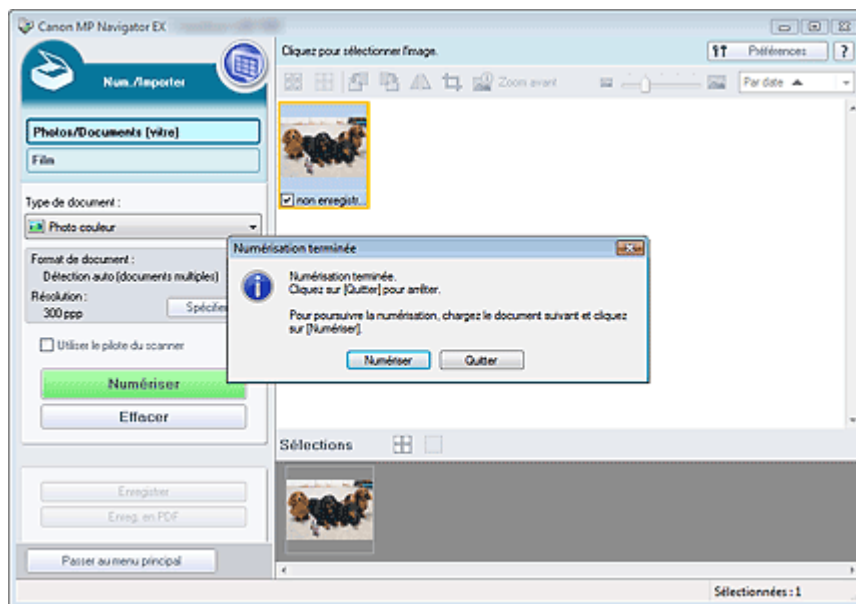 Canon MP Navigator EX
Num./Importer
Photos/Documents (vitre)
Film
Type de document :
Photo couleur
Format de document :
Détection auto (documents multiples)
Résolution :
300 ppp
Spécifier
Utiliser le pilote du scanner
Numériser
Effacer
Enregistrer
Enreg. en PDF
Passer au menu principal
Cliquez pour sélectionner l'image.
Préférences
?
Zoom avant
Par date
non enregistr...
Numérisation terminée
Numérisation terminée.
Cliquez sur [Quitter] pour arrêter.
Pour poursuivre la numérisation, chargez le document suivant et cliquez
sur [Numériser].
Numériser
Quitter
Sélections
Sélectionnées : 1